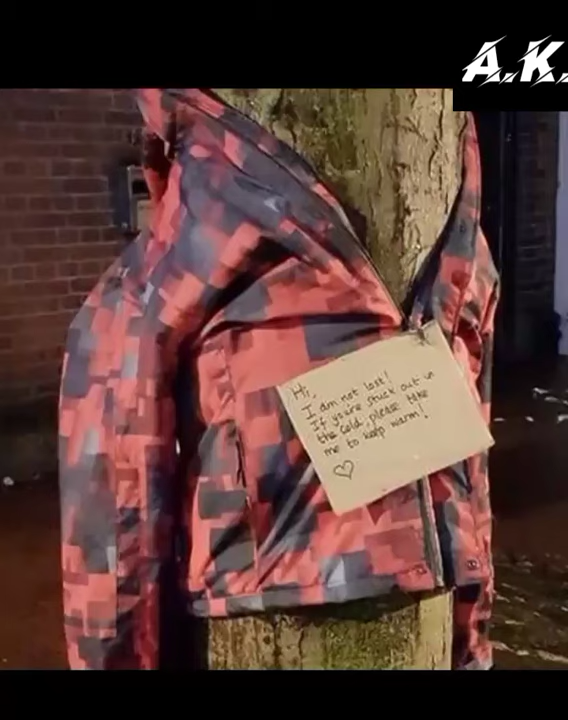 A.K.
Hi,
I am not lost!
If you're stuck out in
the cold, please take
me to keep warm!